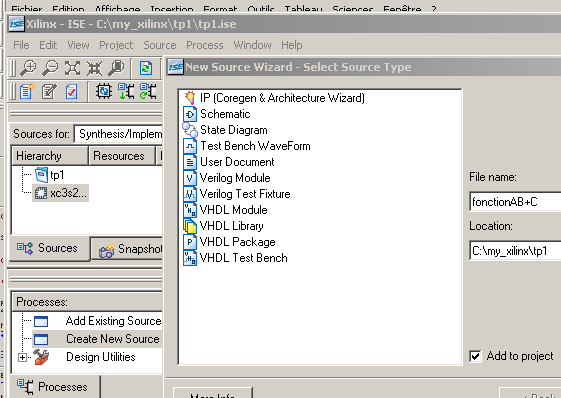 Fichier Edition Affichage Insertion Format Outils Tableau Sciences Fenêtre ?
Xilinx - ISE - C:\my_xilinx\tp1\tp1.ise
File Edit View Project Source Process Window Help
New Source Wizard - Select Source Type
IP (Coregen & Architecture Wizard)
Schematic
State Diagram
Test Bench WaveForm
User Document
Verilog Module
Verilog Test Fixture
VHDL Module
VHDL Library
VHDL Package
VHDL Test Bench
File name:
fonctionAB+C
Location:
C:\my_xilinx\tp1
Add to project
Sources for: Synthesis/Implem
Hierarchy Resources
tp1
xc3s2...
Sources Snapshot
Processes:
Add Existing Source
Create New Source
Design Utilities
Processes
More Info
< Back